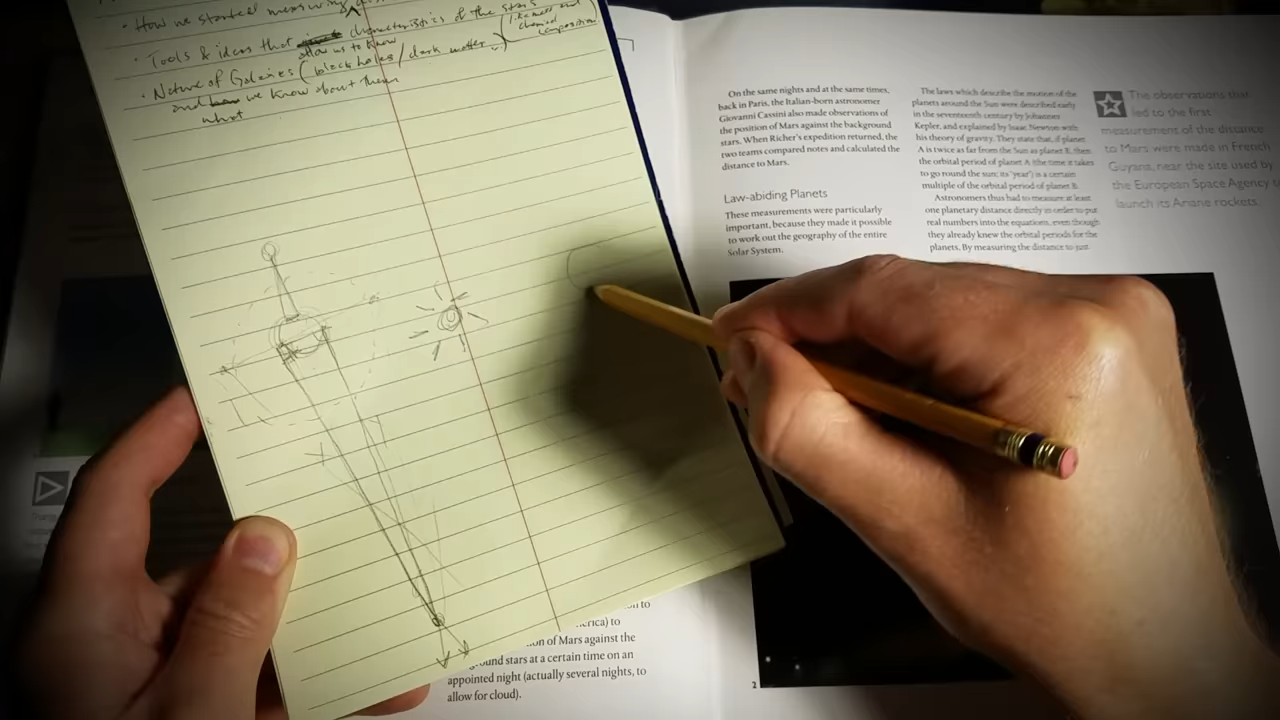 How we started measuring
Tools & ideas that allow us to know characteristics of the stars
(like mass and
chemical
composition
Nature of Galaxies (black holes / dark matter)
and what we know about them
On the same nights and at the same times,
back in Paris, the Italian-born astronomer
Giovanni Cassini also made observations of
the position of Mars against the background
stars. When Richer's expedition returned, the
two teams compared notes and calculated the
distance to Mars.
Law-abiding Planets
These measurements were particularly
important, because they made it possible
to work out the geography of the entire
Solar System.
The laws which describe the motion of the
planets around the Sun were described early
in the seventeenth century by Johannes
Kepler, and explained by Isaac Newton with
his theory of gravity. They state that, if planet
A is twice as far from the Sun as planet B, then
the orbital period of planet A (the time it takes
to go round the sun; its 'year') is a certain
multiple of the orbital period of planet B.
Astronomers thus had to measure at least
one planetary distance directly in order to put
real numbers into the equations, even though
they already knew the orbital periods for the
planets. By measuring the distance to just
The observations that
led to the first
measurement of the distance
to Mars were made in French
Guyana, near the site used by
the European Space Agency to
launch its Ariane rockets.
to
erica) to
on of Mars against the
ground stars at a certain time on an
appointed night (actually several nights, to
allow for cloud).
2